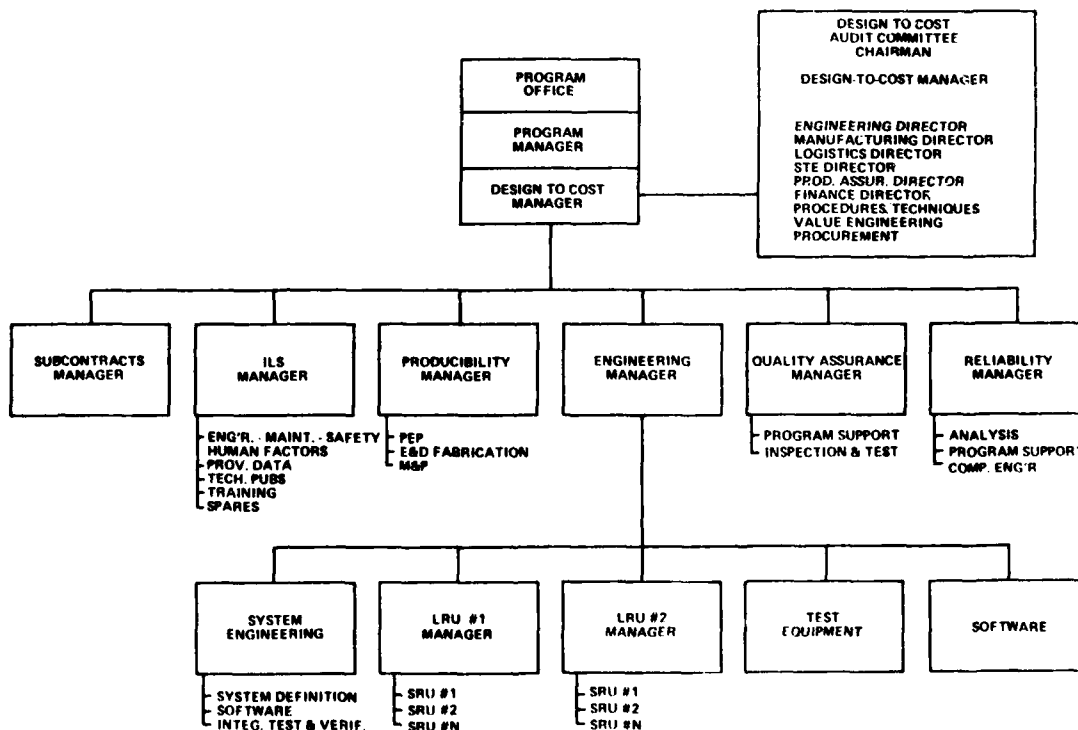 DESIGN TO COST
AUDIT COMMITTEE
CHAIRMAN
DESIGN-TO-COST MANAGER
ENGINEERING DIRECTOR
MANUFACTURING DIRECTOR
LOGISTICS DIRECTOR
STE DIRECTOR
PROD. ASSUR. DIRECTOR
FINANCE DIRECTOR
PROCEDURES, TECHNIQUES
VALUE ENGINEERING
PROCUREMENT
PROGRAM
OFFICE
PROGRAM
MANAGER
DESIGN TO COST
MANAGER
SUBCONTRACTS
MANAGER
ILS
MANAGER
ENG'R. - MAINT. - SAFETY
HUMAN FACTORS
PROV. DATA
TECH. PUBS
TRAINING
SPARES
PRODUCIBILITY
MANAGER
PEP
E&D FABRICATION
M&P
ENGINEERING
MANAGER
QUALITY ASSURANCE
MANAGER
PROGRAM SUPPORT
INSPECTION & TEST
RELIABILITY
MANAGER
ANALYSIS
PROGRAM SUPPORT
COMP. ENG'R
SYSTEM
ENGINEERING
SYSTEM DEFINITION
SOFTWARE
INTEG. TEST & VERIF.
LRU #1
MANAGER
SRU #1
SRU #2
SRU #N
LRU #2
MANAGER
SRU #1
SRU #2
SRU #N
TEST
EQUIPMENT
SOFTWARE